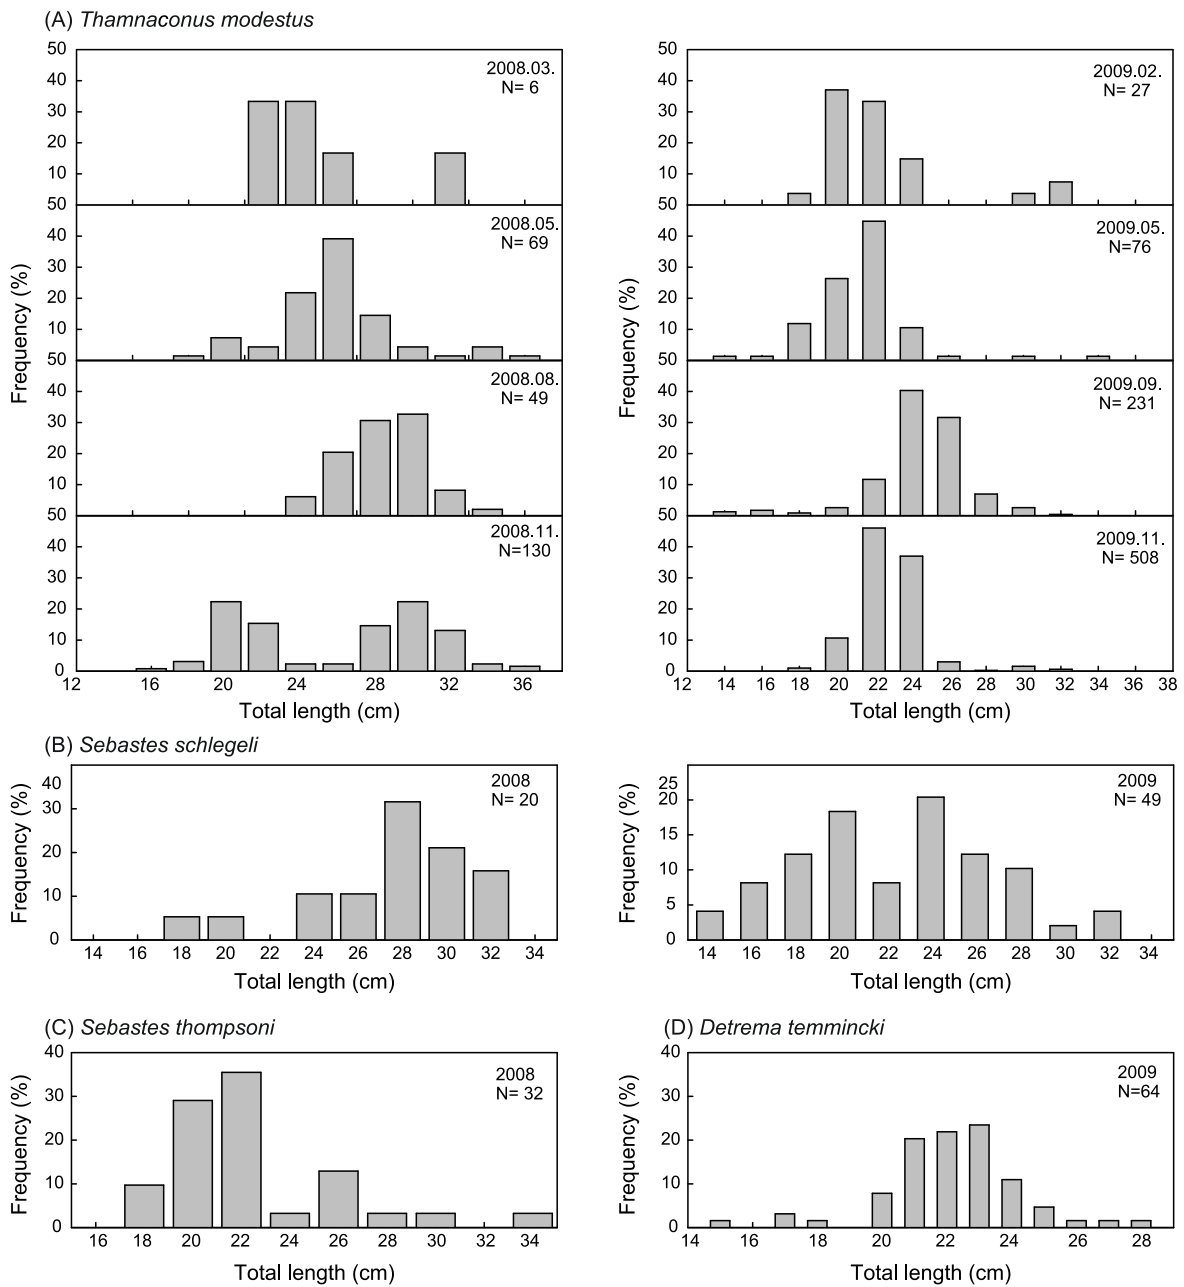 (A) Thamnaconus modestus
50
40
30
20
10
50
2008.03.
N= 6
40
30
20
10
50
2008.05.
N= 69
40
30
20
10
50
2008.08.
N= 49
40
30
20
10
0
2008.11.
N=130
12 16 20 24 28 32 36
Frequency (%)
Total length (cm)
50
40
30
20
10
50
2009.02.
N= 27
40
30
20
10
50
2009.05.
N=76
40
30
20
10
50
2009.09.
N= 231
40
30
20
10
0
2009.11.
N= 508
12 14 16 18 20 22 24 26 28 30 32 34 36 38
Frequency (%)
Total length (cm)
(B) Sebastes schlegeli
40
30
20
10
0
2008
N= 20
14 16 18 20 22 24 26 28 30 32 34
Frequency (%)
Total length (cm)
25
20
15
10
5
0
2009
N= 49
14 16 18 20 22 24 26 28 30 32 34
Frequency (%)
Total length (cm)
(C) Sebastes thompsoni
40
30
20
10
0
2008
N= 32
16 18 20 22 24 26 28 30 32 34
Frequency (%)
Total length (cm)
(D) Detrema temmincki
40
30
20
10
0
2009
N=64
14 16 18 20 22 24 26 28
Frequency (%)
Total length (cm)